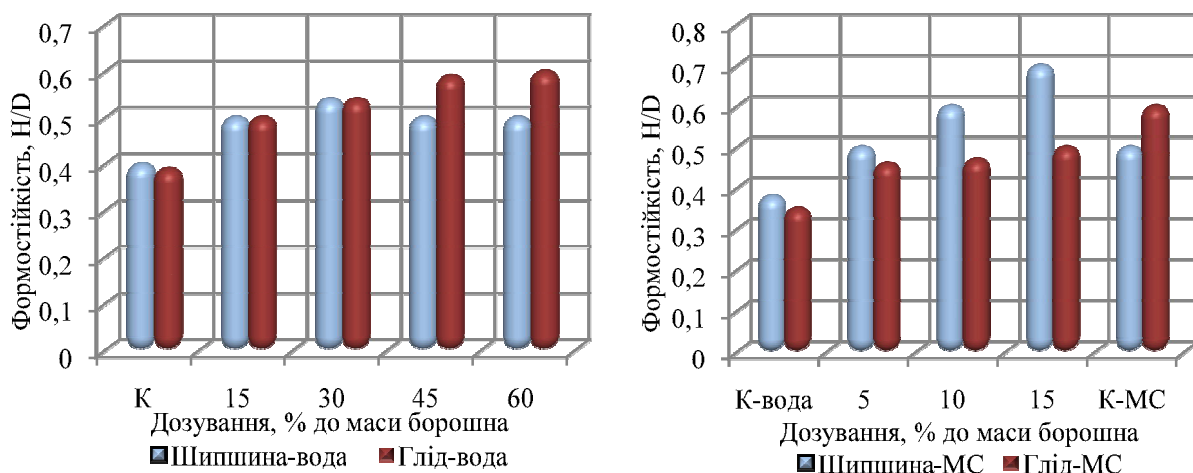 0,7
0,6
0,5
0,4
0,3
0,2
0,1
0
Формостійкість, H/D
К 15 30 45 60
Дозування, % до маси борошна
Шипшина-вода Глід-вода
0,8
0,7
0,6
0,5
0,4
0,3
0,2
0,1
0
Формостійкість, H/D
К-вода 5 10 15 К-МС
Дозування, % до маси борошна
Шипшина-МС Глід-МС